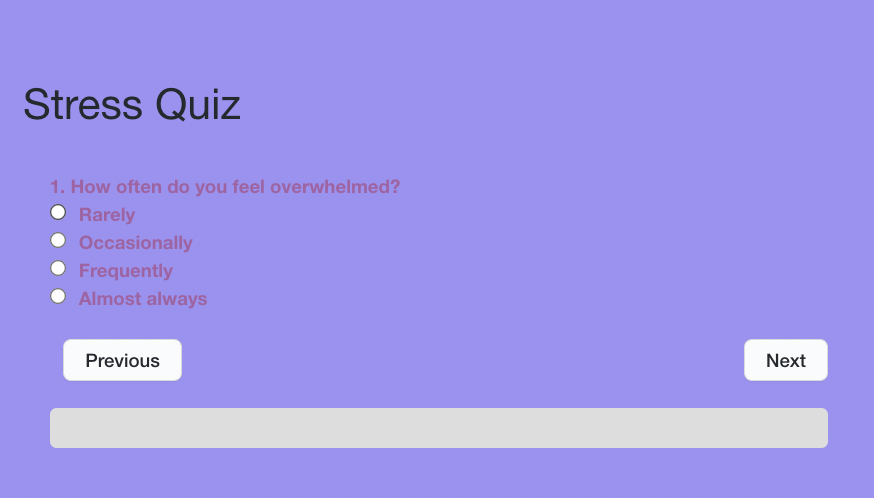 Stress Quiz
1. How often do you feel overwhelmed?
Rarely
Occasionally
Frequently
Almost always
Previous
Next